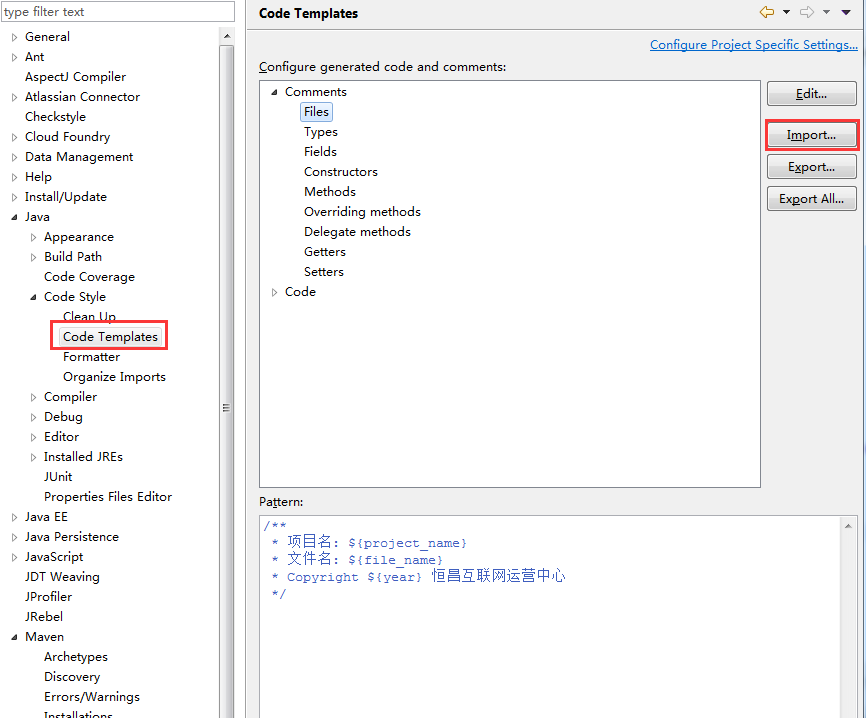 type filter text
General
Ant
AspectJ Compiler
Atlassian Connector
Checkstyle
Cloud Foundry
Data Management
Help
Install/Update
Java
Appearance
Build Path
Code Coverage
Code Style
Clean Up
Code Templates
Formatter
Organize Imports
Compiler
Debug
Editor
Installed JREs
JUnit
Properties Files Editor
Java EE
Java Persistence
JavaScript
JDT Weaving
JProfiler
JRebel
Maven
Archetypes
Discovery
Errors/Warnings
Installations
Code Templates
Configure Project Specific Settings...
Configure generated code and comments:
Comments
Files
Types
Fields
Constructors
Methods
Overriding methods
Delegate methods
Getters
Setters
Code
Edit...
Import...
Export...
Export All...
Pattern:
/**
* 项目名: ${project_name}
* 文件名: ${file_name}
* Copyright ${year} 恒昌互联网运营中心
*/